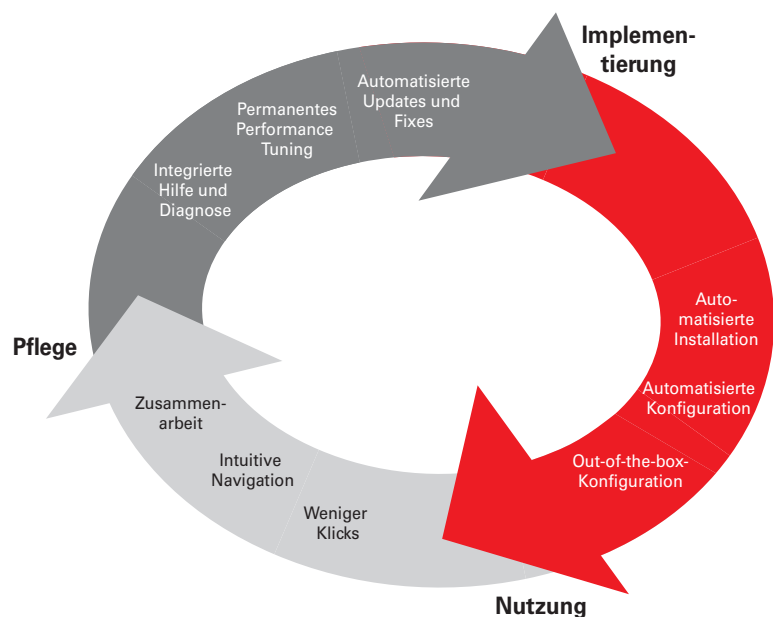 Implemen-
tierung
Automatisierte
Updates und
Fixes
Permanentes
Performance
Tuning
Integrierte
Hilfe und
Diagnose
Auto-
matisierte
Installation
Automatisierte
Konfiguration
Out-of-the-box-
Konfiguration
Nutzung
Weniger
Klicks
Intuitive
Navigation
Zusammen-
arbeit
Pflege